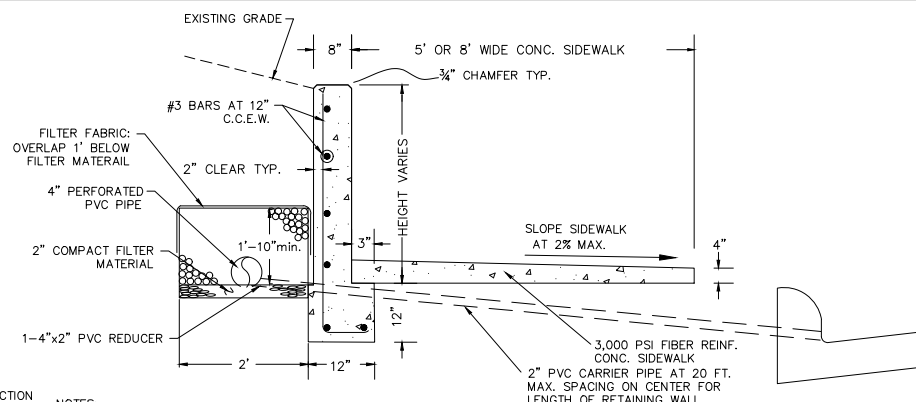 EXISTING GRADE
8"
5' OR 8' WIDE CONC. SIDEWALK
¾" CHAMFER TYP.
#3 BARS AT 12"
C.C.E.W.
FILTER FABRIC:
OVERLAP 1' BELOW
FILTER MATERAIL
2" CLEAR TYP.
HEIGHT VARIES
4" PERFORATED
PVC PIPE
SLOPE SIDEWALK
AT 2% MAX.
1'-10"min.
3"
4"
2" COMPACT FILTER
MATERIAL
12"
1-4"x2" PVC REDUCER
3,000 PSI FIBER REINF.
CONC. SIDEWALK
2'
12"
2" PVC CARRIER PIPE AT 20 FT.
MAX. SPACING ON CENTER FOR
LENGTH OF RETAINING WALL
CTION
NOTES